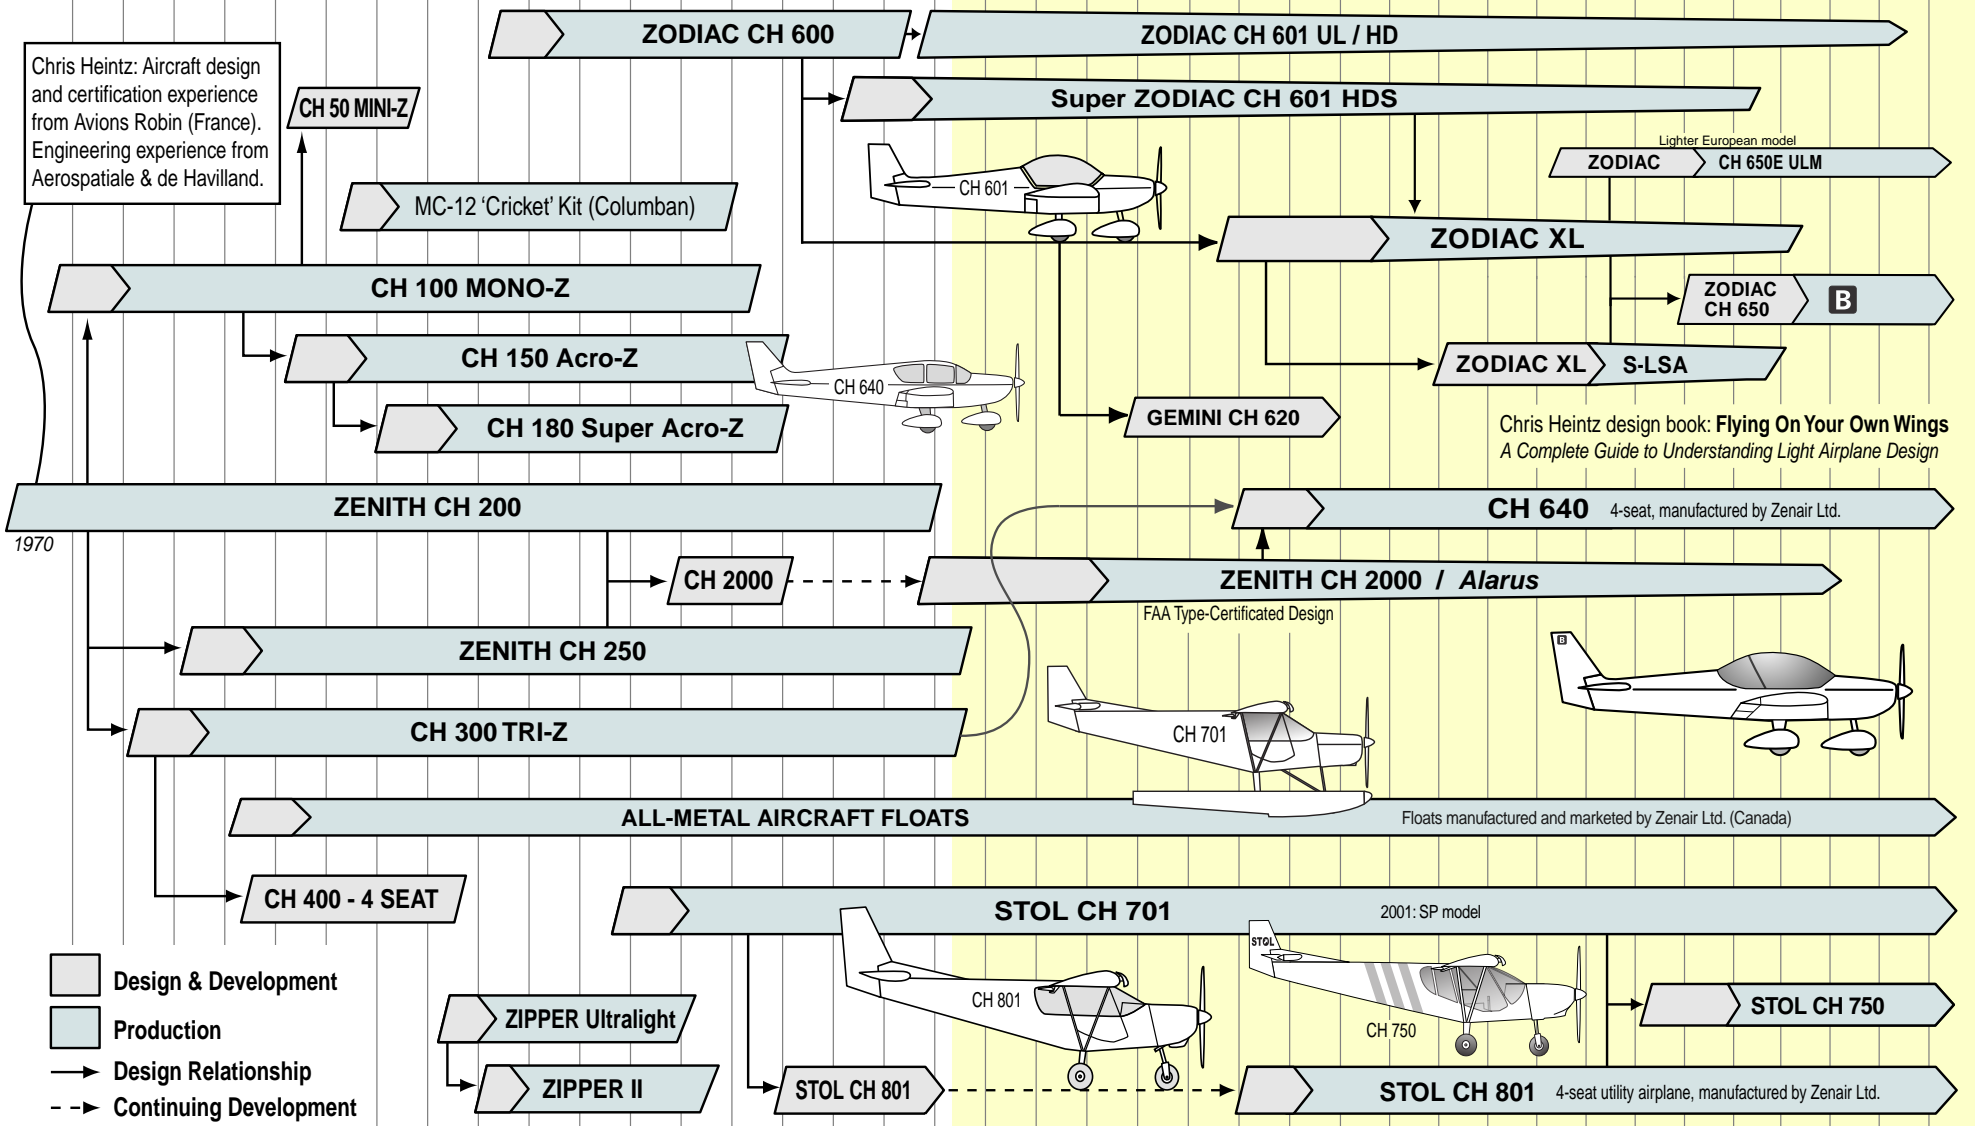 ZODIAC CH 600
ZODIAC CH 601 UL / HD
Chris Heintz: Aircraft design
and certification experience
from Avions Robin (France).
Engineering experience from
Aerospatiale & de Havilland.
CH 50 MINI-Z
Super ZODIAC CH 601 HDS
Lighter European model
ZODIAC
CH 650E ULM
CH 601
MC-12 ‘Cricket’ Kit (Columban)
ZODIAC XL
CH 100 MONO-Z
ZODIAC
CH 650
B
CH 150 Acro-Z
CH 640
ZODIAC XL
S-LSA
CH 180 Super Acro-Z
GEMINI CH 620
Chris Heintz design book: Flying On Your Own Wings
A Complete Guide to Understanding Light Airplane Design
ZENITH CH 200
1970
CH 640
4-seat, manufactured by Zenair Ltd.
CH 2000
ZENITH CH 2000 / Alarus
FAA Type-Certificated Design
ZENITH CH 250
B
CH 300 TRI-Z
CH 701
ALL-METAL AIRCRAFT FLOATS
Floats manufactured and marketed by Zenair Ltd. (Canada)
CH 400 - 4 SEAT
STOL CH 701
2001: SP model
STOL
Design & Development
CH 801
CH 750
STOL CH 750
Production
ZIPPER Ultralight
Design Relationship
ZIPPER II
STOL CH 801
STOL CH 801
4-seat utility airplane, manufactured by Zenair Ltd.
Continuing Development